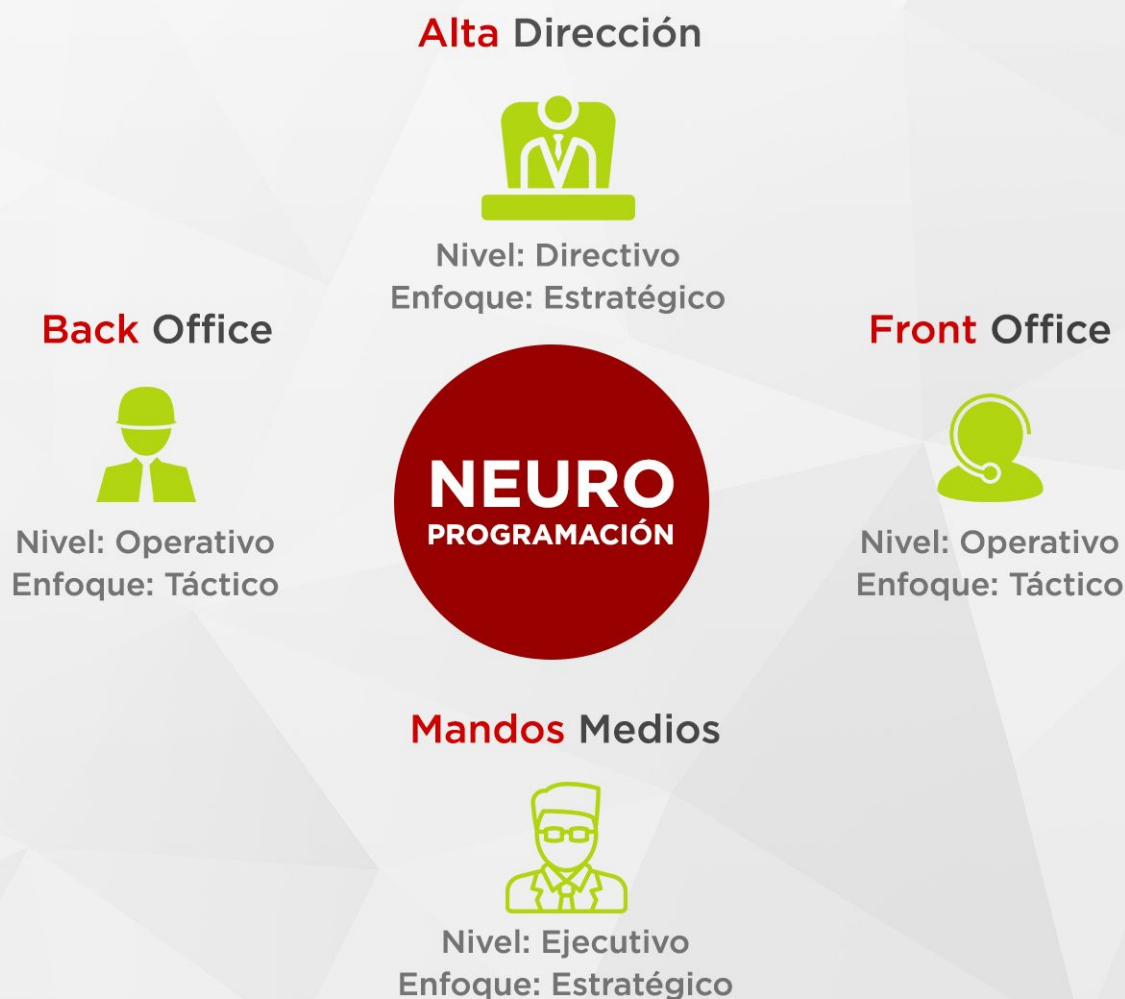 Alta Dirección
Nivel: Directivo
Enfoque: Estratégico
Back Office
Nivel: Operativo
Enfoque: Táctico
NEURO
PROGRAMACIÓN
Front Office
Nivel: Operativo
Enfoque: Táctico
Mandos Medios
Nivel: Ejecutivo
Enfoque: Estratégico